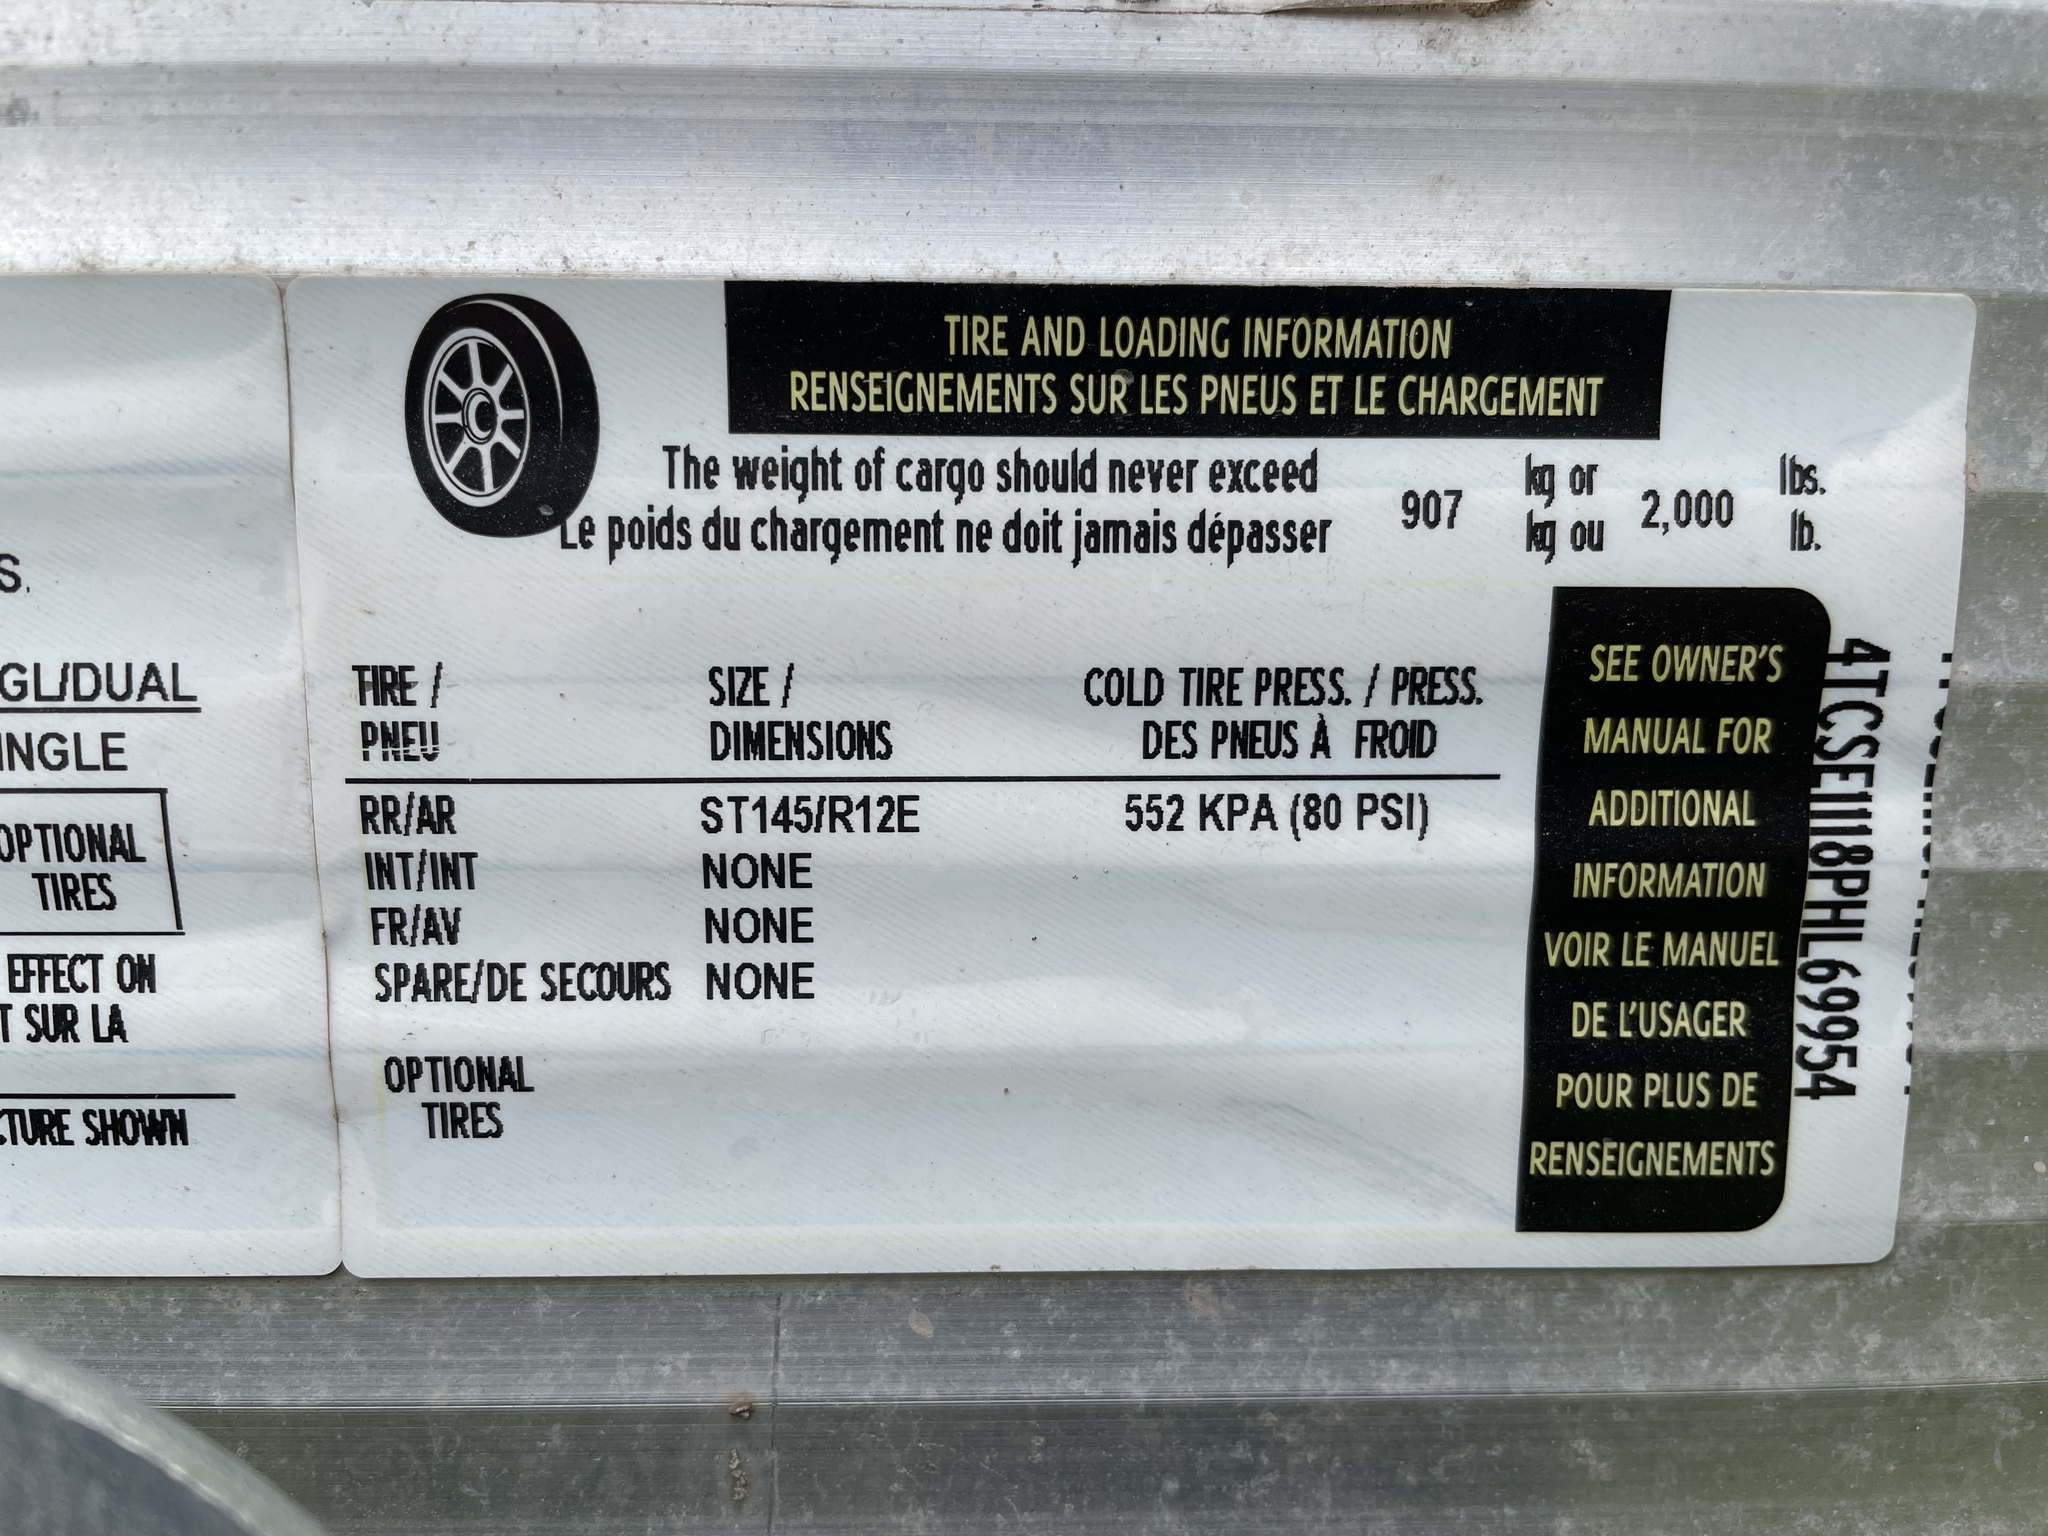 TIRE AND LOADING INFORMATION
RENSEIGNEMENTS SUR LES PNEUS ET LE CHARGEMENT
The weight of cargo should never exceed 907 kg or 2,000 lbs.
Le poids du chargement ne doit jamais dépasser kg ou lb.
TIRE / SIZE / COLD TIRE PRESS. / PRESS.
PNEU DIMENSIONS DES PNEUS À FROID
RR/AR ST145/R12E 552 KPA (80 PSI)
INT/INT NONE
FR/AV NONE
SPARE/DE SECOURS NONE
OPTIONAL
TIRES
SEE OWNER'S
MANUAL FOR
ADDITIONAL
INFORMATION
VOIR LE MANUEL
DE L'USAGER
POUR PLUS DE
RENSEIGNEMENTS
4TCSE1118PHL69954
S.
GL/DUAL
INGLE
OPTIONAL
TIRES
EFFECT ON
T SUR LA
CTURE SHOWN